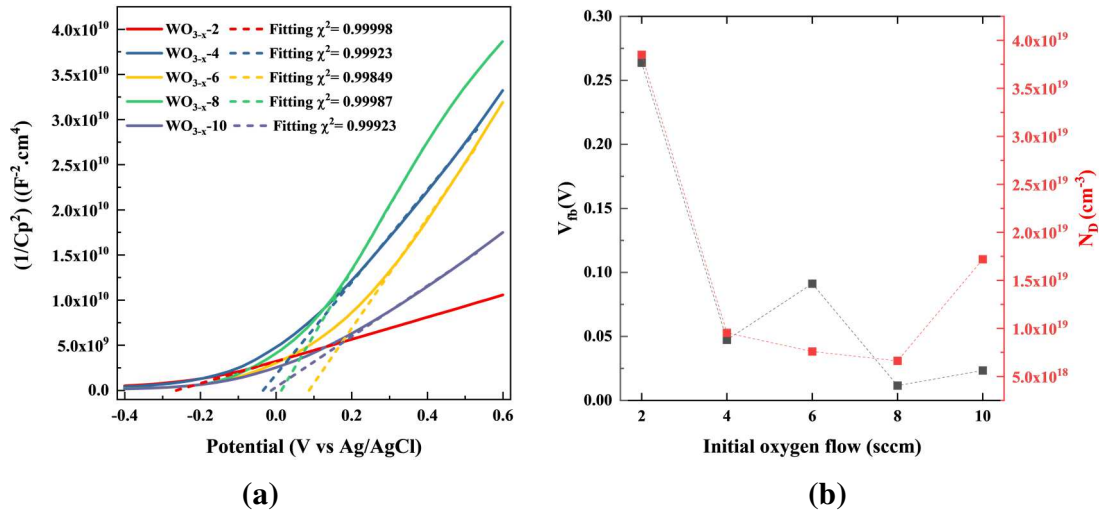 (a)
4.0x10^10
3.5x10^10
3.0x10^10
2.5x10^10
2.0x10^10
1.5x10^10
1.0x10^10
5.0x10^9
0.0
(1/Cp^2) ((F^-2.cm^4)
WO_3-x-2 Fitting χ^2= 0.99998
WO_3-x-4 Fitting χ^2= 0.99923
WO_3-x-6 Fitting χ^2= 0.99849
WO_3-x-8 Fitting χ^2= 0.99987
WO_3-x-10 Fitting χ^2= 0.99923
-0.4 -0.2 0.0 0.2 0.4 0.6
Potential (V vs Ag/AgCl)
(a)
b)
0.30
0.25
0.20
0.15
0.10
0.05
0.00
V_fb(V)
4.0x10^19
3.5x10^19
3.0x10^19
2.5x10^19
2.0x10^19
1.5x10^19
1.0x10^19
5.0x10^18
N_D (cm^-3)
2 4 6 8 10
Initial oxygen flow (sccm)
(b)